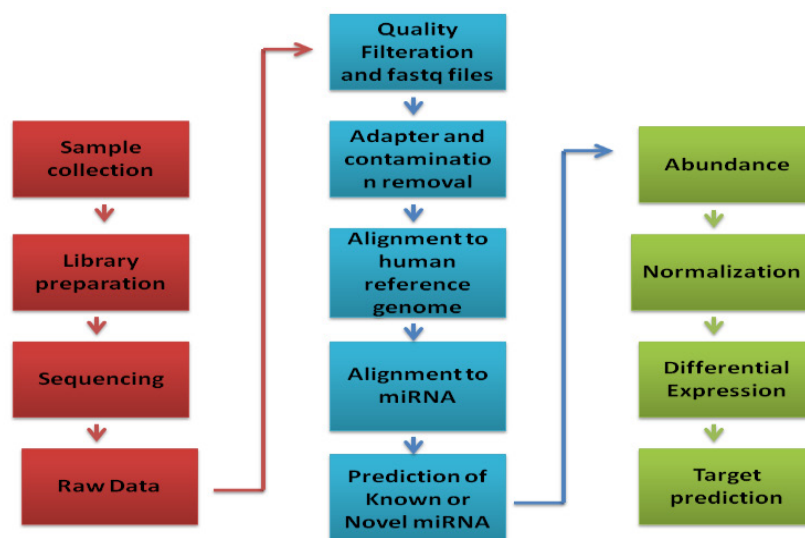 Sample
collection
Library
preparation
Sequencing
Raw Data
Quality
Filteration
and fastq files
Adapter and
contaminatio
n removal
Alignment to
human
reference
genome
Alignment to
miRNA
Prediction of
Known or
Novel miRNA
Abundance
Normalization
Differential
Expression
Target
prediction